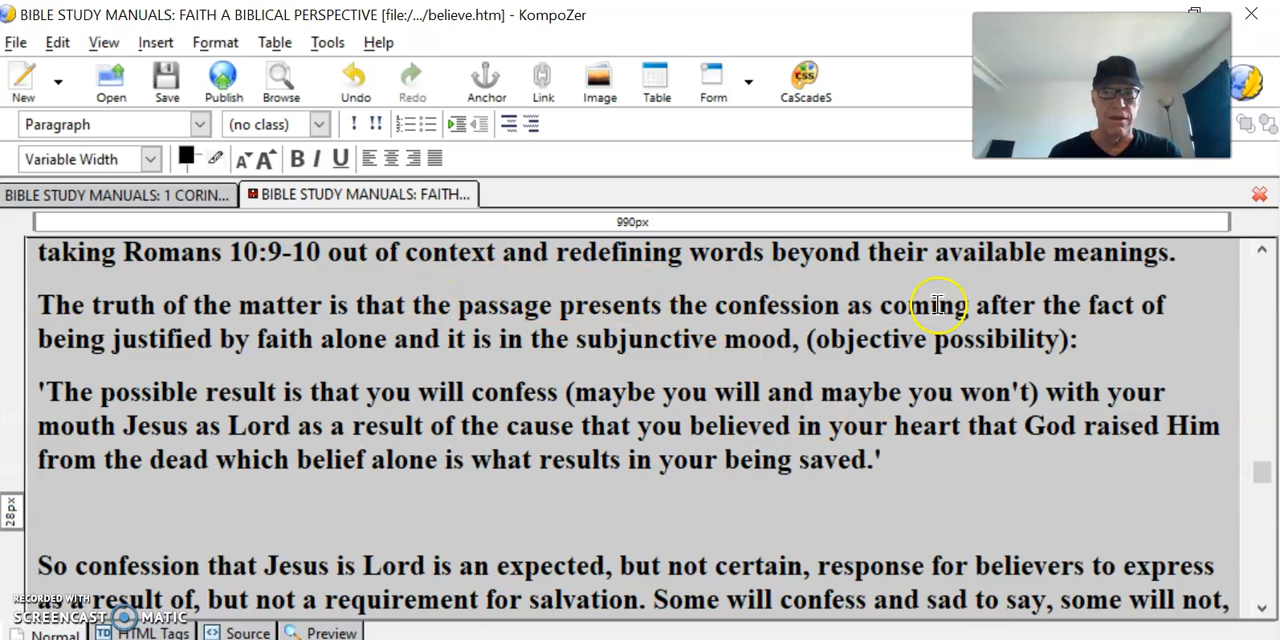 BIBLE STUDY MANUALS: FAITH A BIBLICAL PERSPECTIVE [file:/.../believe.htm] - KompoZer
File Edit View Insert Format Table Tools Help
New Open Save Publish Browse Undo Redo Anchor Link Image Table Form CaScadeS
CSS
Paragraph (no class) ! !!
Variable Width A A B I U
BIBLE STUDY MANUALS: 1 CORIN... BIBLE STUDY MANUALS: FAITH...
990px
taking Romans 10:9-10 out of context and redefining words beyond their available meanings.
The truth of the matter is that the passage presents the confession as coming after the fact of
being justified by faith alone and it is in the subjunctive mood, (objective possibility):
'The possible result is that you will confess (maybe you will and maybe you won't) with your
mouth Jesus as Lord as a result of the cause that you believed in your heart that God raised Him
from the dead which belief alone is what results in your being saved.'
28px
So confession that Jesus is Lord is an expected, but not certain, response for believers to express
as a result of, but not a requirement for salvation. Some will confess and sad to say, some will not,
RECORDED WITH
SCREENCAST MATIC
Normal TD HTML Tags <> Source Preview